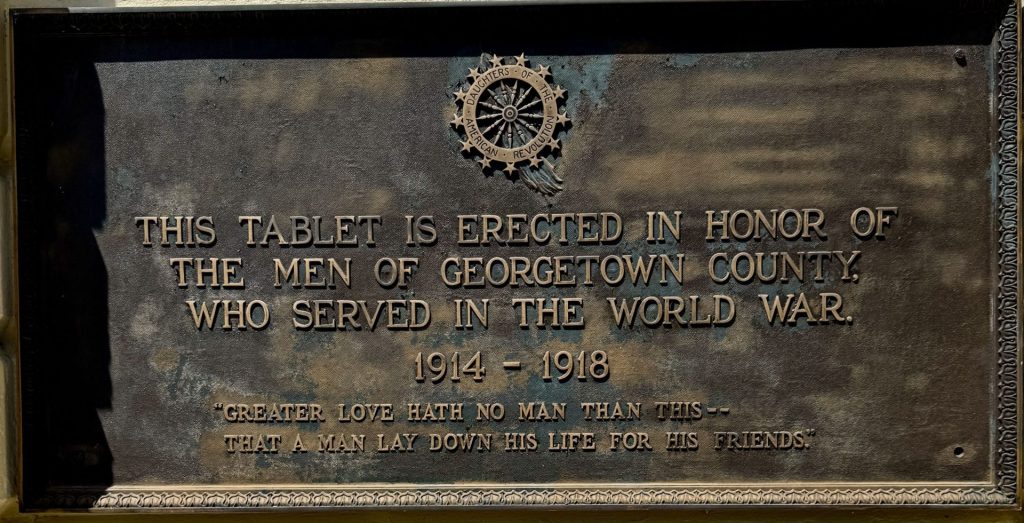 DAUGHTERS OF THE
AMERICAN REVOLUTION
THIS TABLET IS ERECTED IN HONOR OF
THE MEN OF GEORGETOWN COUNTY,
WHO SERVED IN THE WORLD WAR.
1914 - 1918
"GREATER LOVE HATH NO MAN THAN THIS--
THAT A MAN LAY DOWN HIS LIFE FOR HIS FRIENDS."